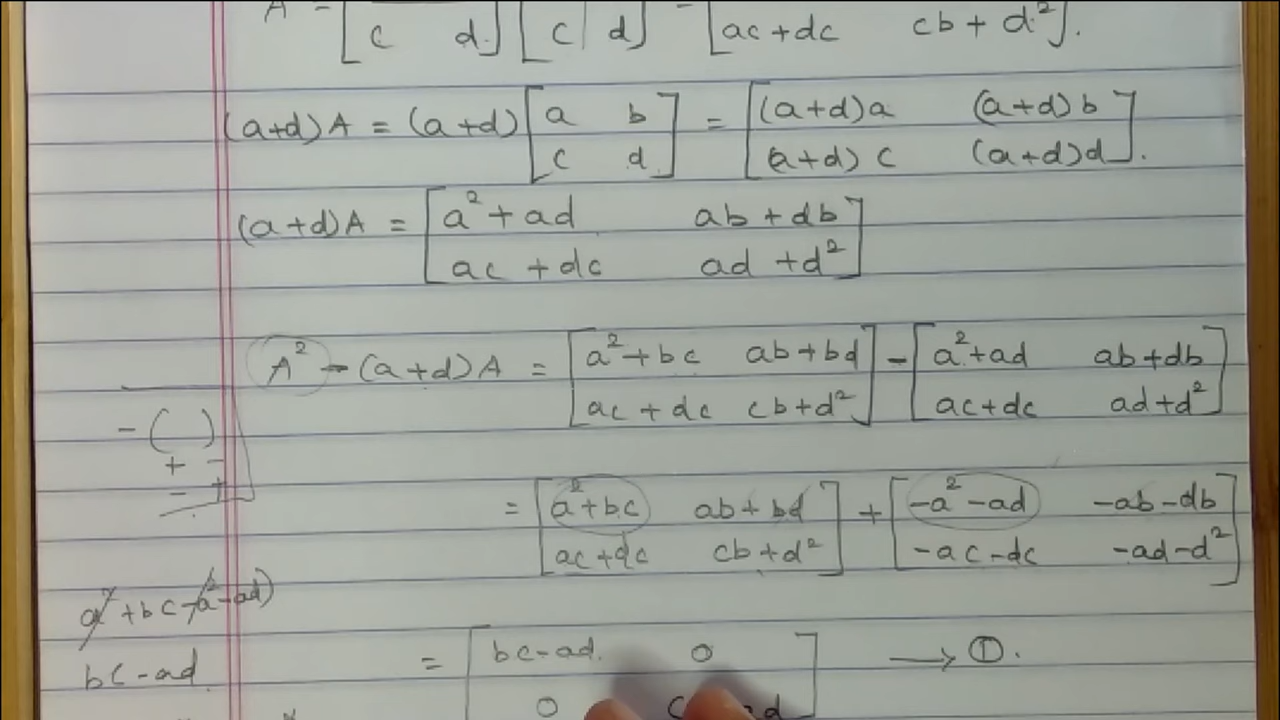 A = [ c d ] [ c d ] = [ ac+dc cb+d² ].
(a+d)A = (a+d) [ a b = [ (a+d)a (a+d)b
c d ] (a+d)c (a+d)d ].
(a+d)A = [ a²+ad ab+db
ac+dc ad+d² ]
A² - (a+d)A = [ a²+bc ab+bd ] - [ a²+ad ab+db ]
ac+dc cb+d² ac+dc ad+d²
- ( )
+ -
- +
= [ a²+bc ab+bd ] + [ -a²-ad -ab-db ]
ac+dc cb+d² -ac-dc -ad-d²
a²+bc-a²-ad)
bc-ad
= [ bc-ad. 0 ] → ①.
0